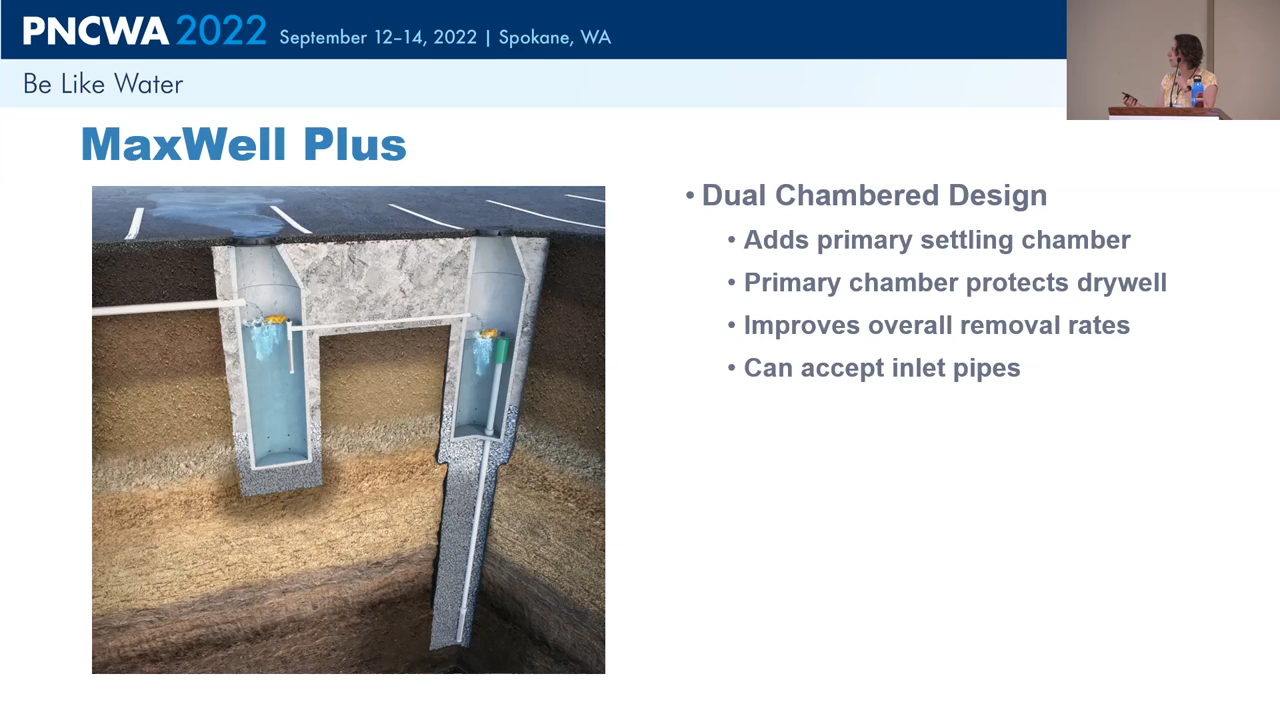 PNCWA 2022 September 12–14, 2022 | Spokane, WA
Be Like Water
MaxWell Plus
• Dual Chambered Design
• Adds primary settling chamber
• Primary chamber protects drywell
• Improves overall removal rates
• Can accept inlet pipes